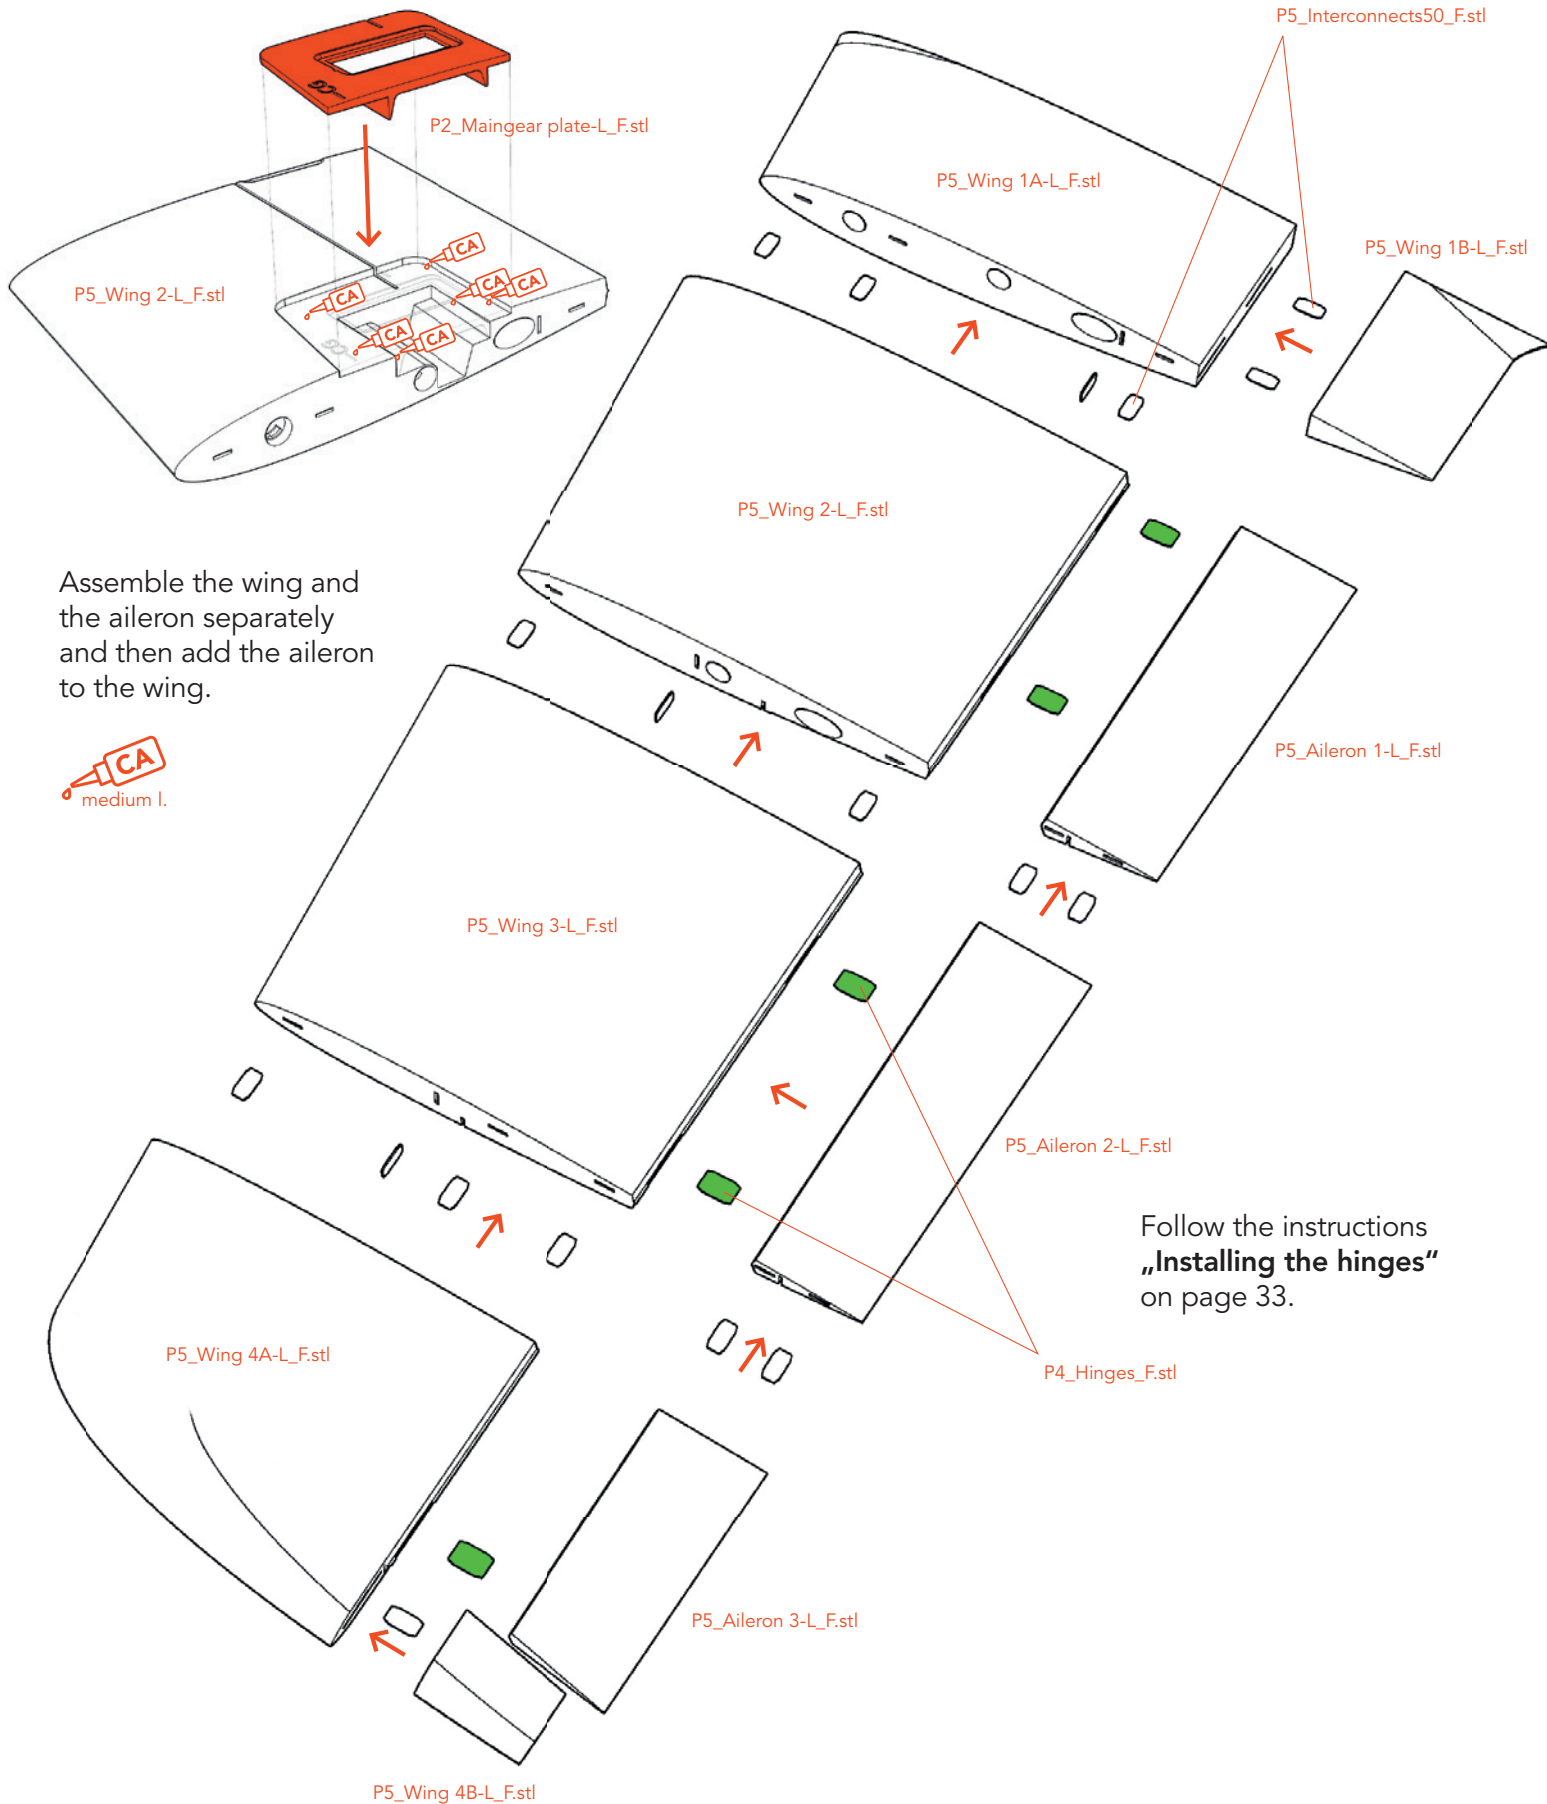 P5_Interconnects50_F.stl
P2_Maingear plate-L_F.stl
CG
P5_Wing 1A-L_F.stl
P5_Wing 1B-L_F.stl
P5_Wing 2-L_F.stl
CA
CA
CA
CA
CA
CA
CG
P5_Wing 2-L_F.stl
Assemble the wing and
the aileron separately
and then add the aileron
to the wing.
CA
medium l.
P5_Aileron 1-L_F.stl
P5_Wing 3-L_F.stl
P5_Aileron 2-L_F.stl
Follow the instructions
„Installing the hinges“
on page 33.
P4_Hinges_F.stl
P5_Wing 4A-L_F.stl
P5_Aileron 3-L_F.stl
P5_Wing 4B-L_F.stl